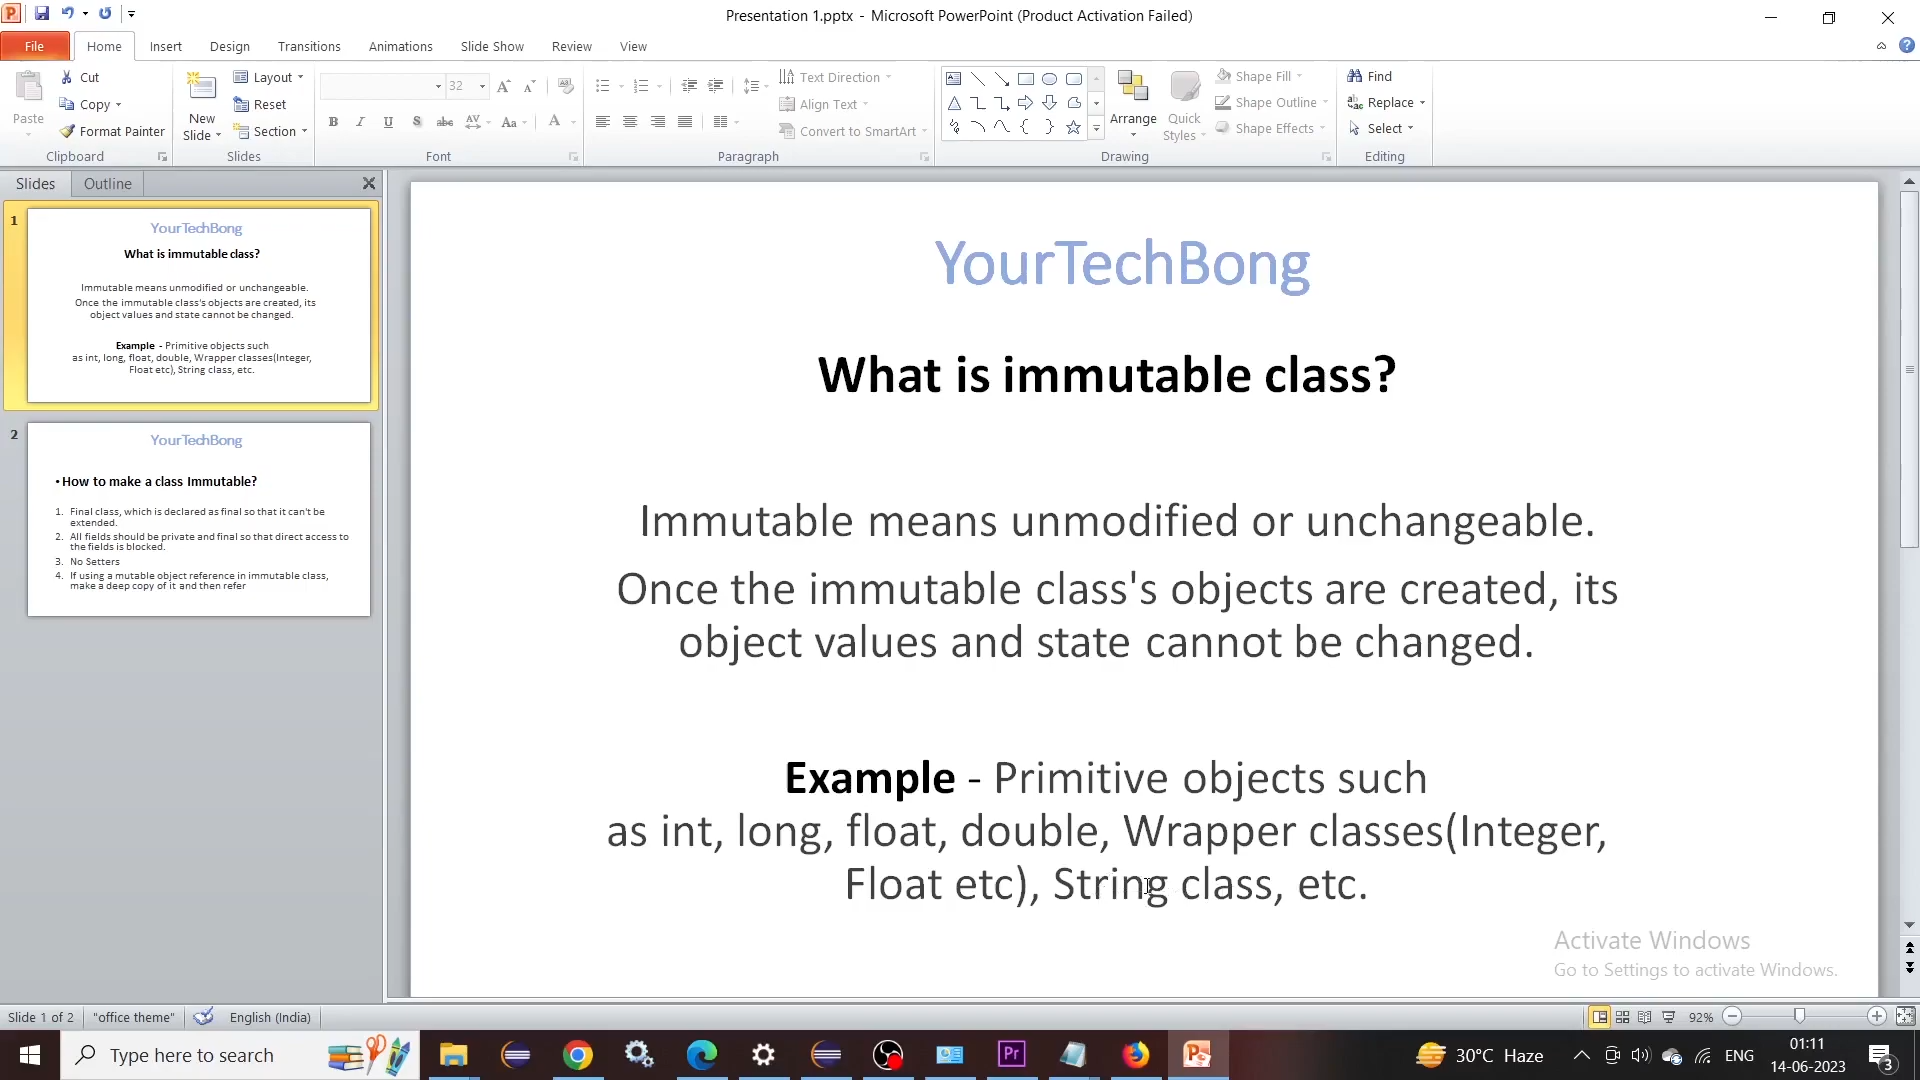 Presentation 1.pptx - Microsoft PowerPoint (Product Activation Failed)
File Home Insert Design Transitions Animations Slide Show Review View
Paste
Cut
Copy
Format Painter
Clipboard
New Slide
Layout
Reset
Section
Slides
32
B I U S abc AV Aa A
Font
Text Direction
Align Text
Convert to SmartArt
Paragraph
Arrange
Quick Styles
Shape Fill
Shape Outline
Shape Effects
Drawing
Find
Replace
Select
Editing
Slides Outline
1
YourTechBong
What is immutable class?
Immutable means unmodified or unchangeable.
Once the immutable class's objects are created, its
object values and state cannot be changed.
Example - Primitive objects such
as int, long, float, double, Wrapper classes(Integer,
Float etc), String class, etc.
2
YourTechBong
•How to make a class Immutable?
1. Final class, which is declared as final so that it can't be
extended.
2. All fields should be private and final so that direct access to
the fields is blocked.
3. No Setters
4. If using a mutable object reference in immutable class,
make a deep copy of it and then refer
YourTechBong
What is immutable class?
Immutable means unmodified or unchangeable.
Once the immutable class's objects are created, its
object values and state cannot be changed.
Example - Primitive objects such
as int, long, float, double, Wrapper classes(Integer,
Float etc), String class, etc.
Activate Windows
Go to Settings to activate Windows.
Slide 1 of 2 "office theme" English (India) 92%
Type here to search
Pr
30°C Haze
ENG
01:11
14-06-2023
3